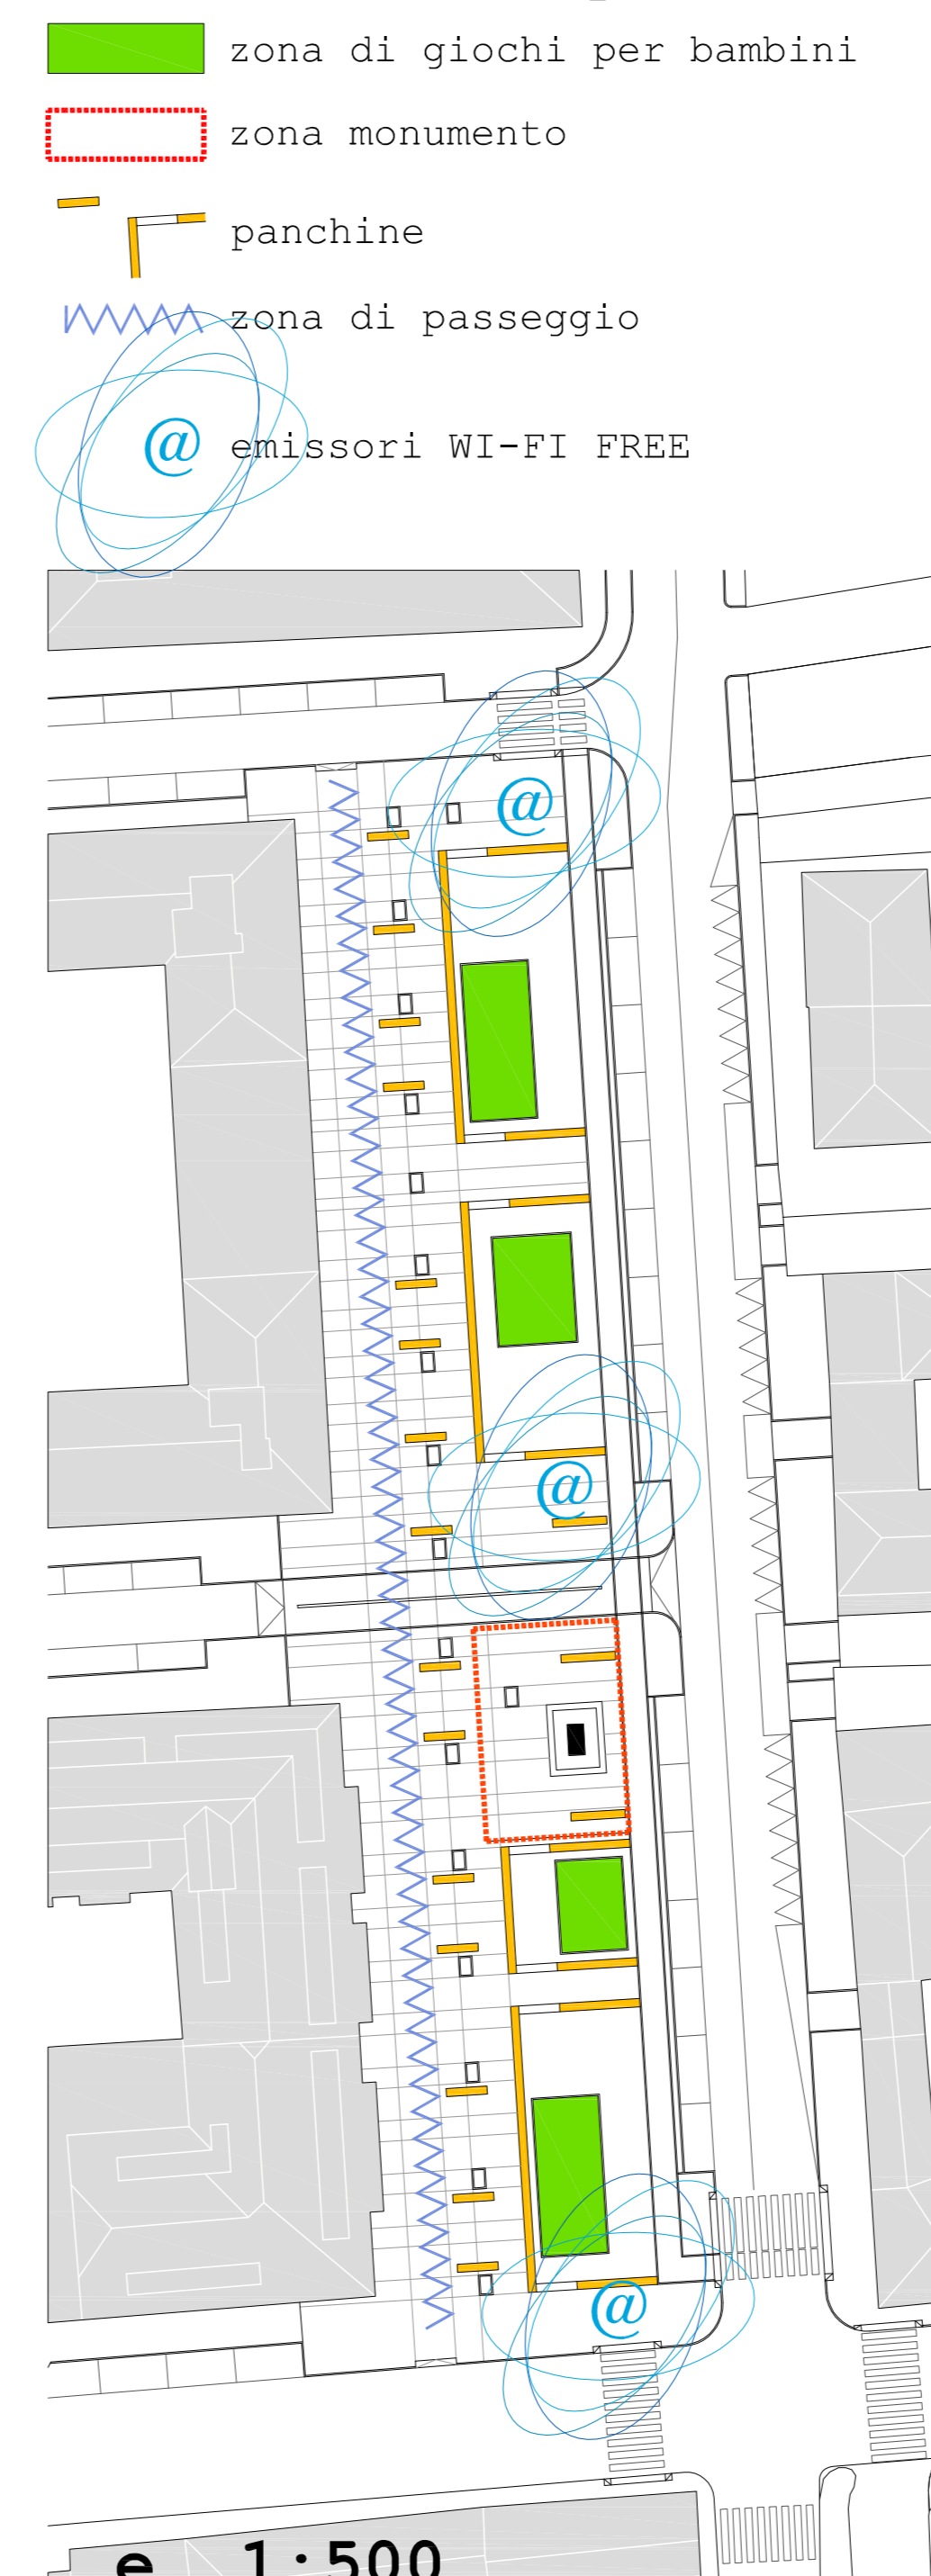 zona di giochi per bambini
zona monumento
panchine
zona di passeggio
@ emissori WI-FI FREE
@
@
@
e 1:500